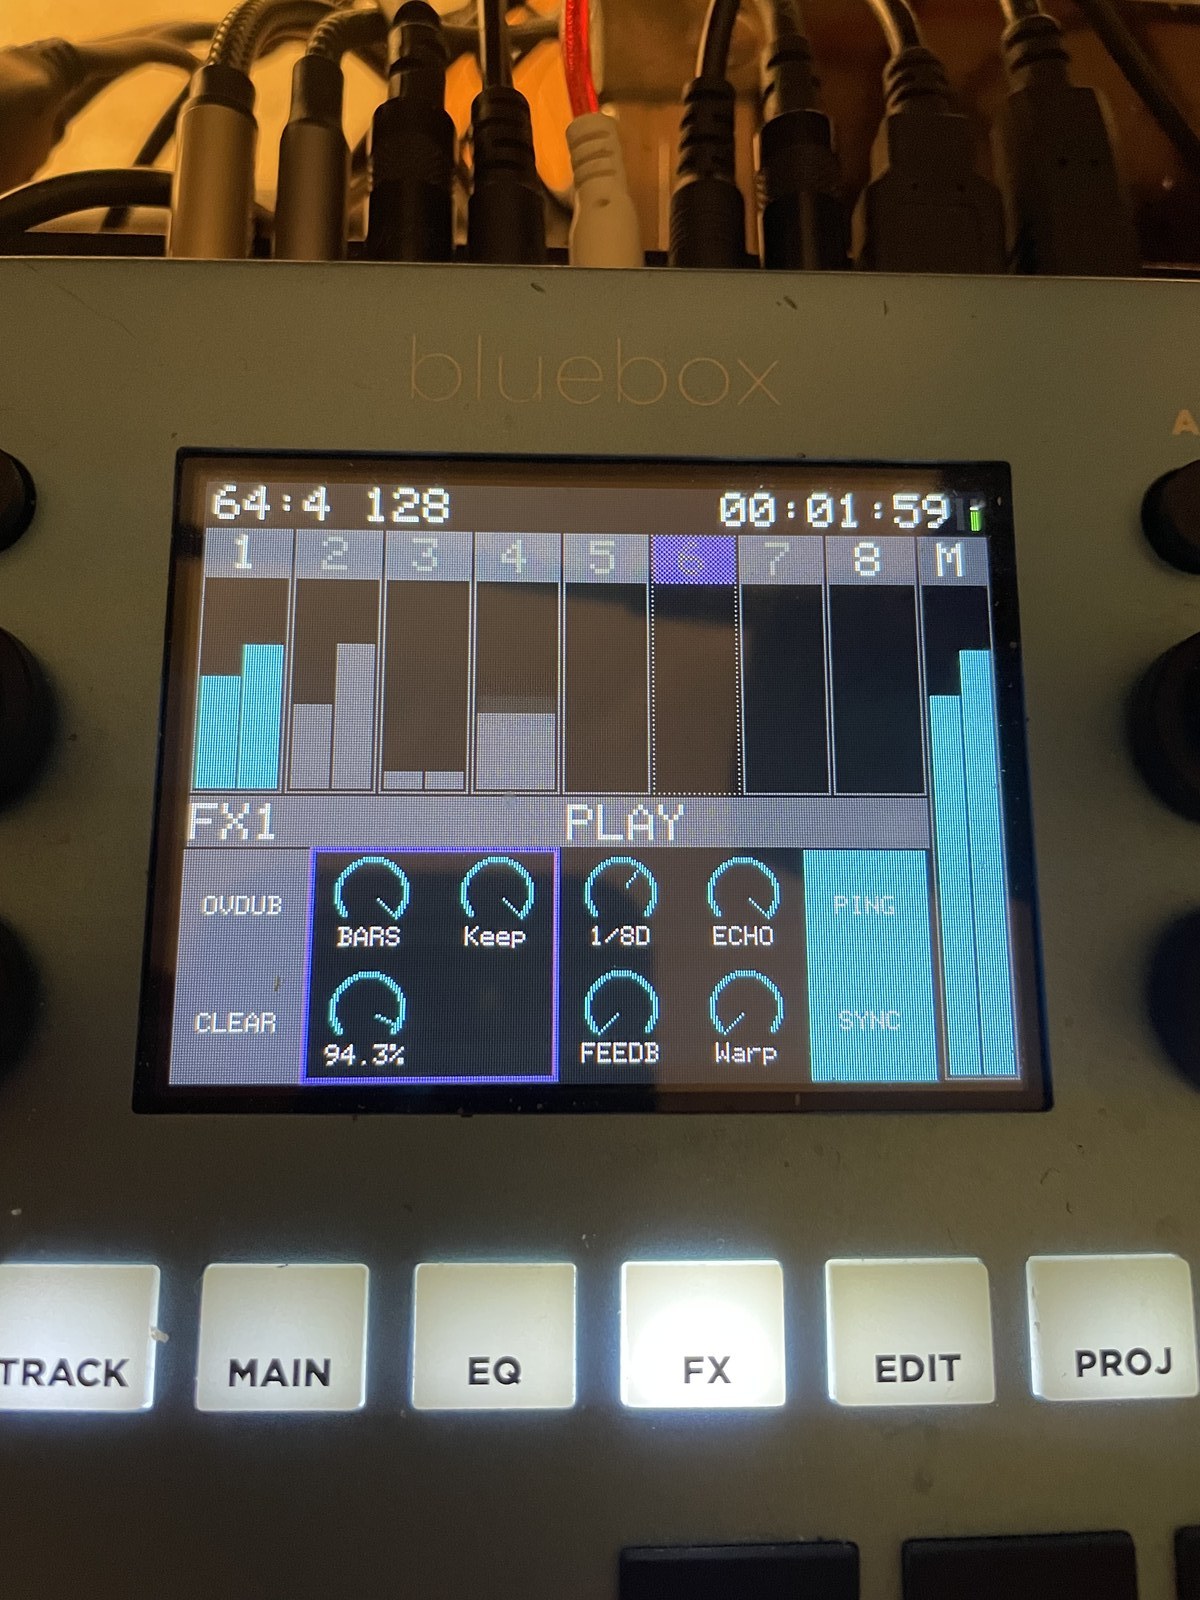 bluebox
A
64:4 128 00:01:59
1 2 3 4 5 6 7 8 M
FX1 PLAY
OVDUB BARS Keep 1/8D ECHO PING
CLEAR 94.3% FEEDB Warp SYNC
TRACK MAIN EQ FX EDIT PROJ